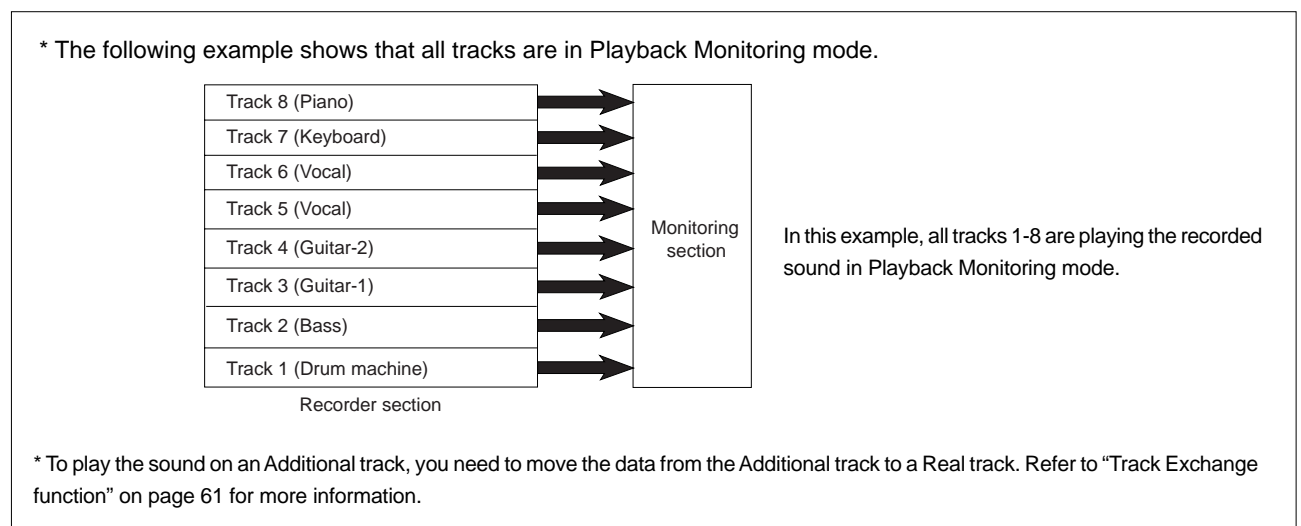 * The following example shows that all tracks are in Playback Monitoring mode.
Track 8 (Piano)
Track 7 (Keyboard)
Track 6 (Vocal)
Track 5 (Vocal)
Track 4 (Guitar-2)
Track 3 (Guitar-1)
Track 2 (Bass)
Track 1 (Drum machine)
Recorder section
Monitoring
section
In this example, all tracks 1-8 are playing the recorded
sound in Playback Monitoring mode.
* To play the sound on an Additional track, you need to move the data from the Additional track to a Real track. Refer to “Track Exchange
function” on page 61 for more information.